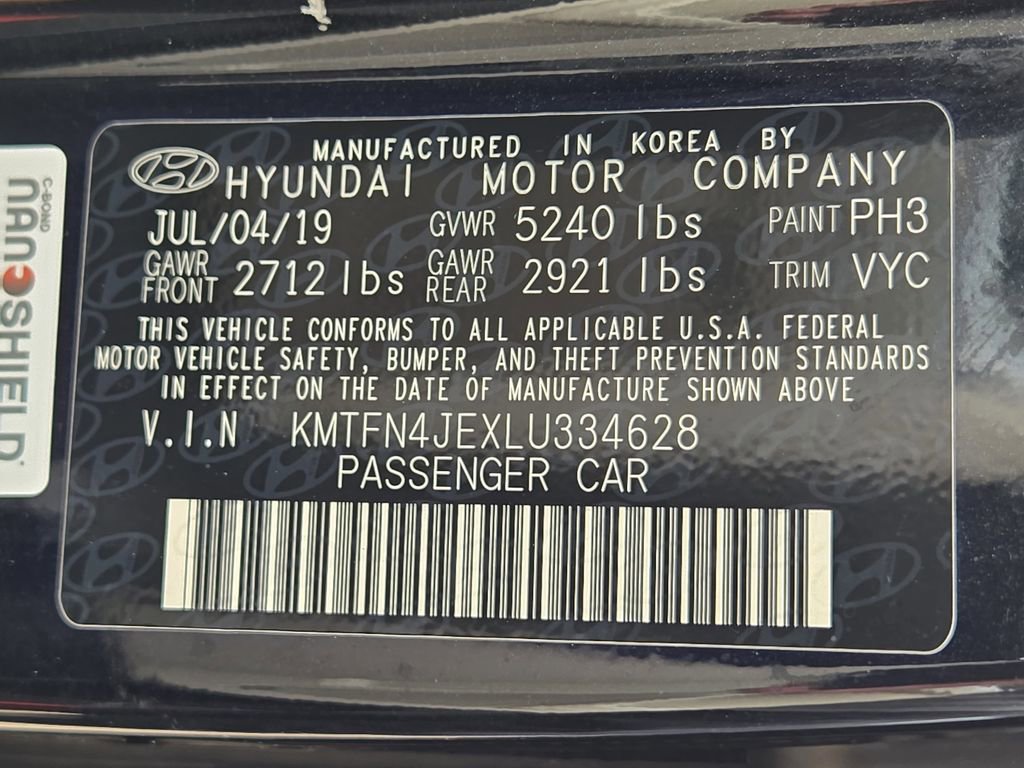 MANUFACTURED IN KOREA BY
HYUNDAI MOTOR COMPANY
JUL/04/19 GVWR 5240 lbs PAINT PH3
GAWR FRONT 2712 lbs GAWR REAR 2921 lbs TRIM VYC
THIS VEHICLE CONFORMS TO ALL APPLICABLE U.S.A. FEDERAL
MOTOR VEHICLE SAFETY, BUMPER, AND THEFT PREVENTION STANDARDS
IN EFFECT ON THE DATE OF MANUFACTURE SHOWN ABOVE
V.I.N KMTFN4JEXLU334628
PASSENGER CAR
C-BOND
NANOSHIELD